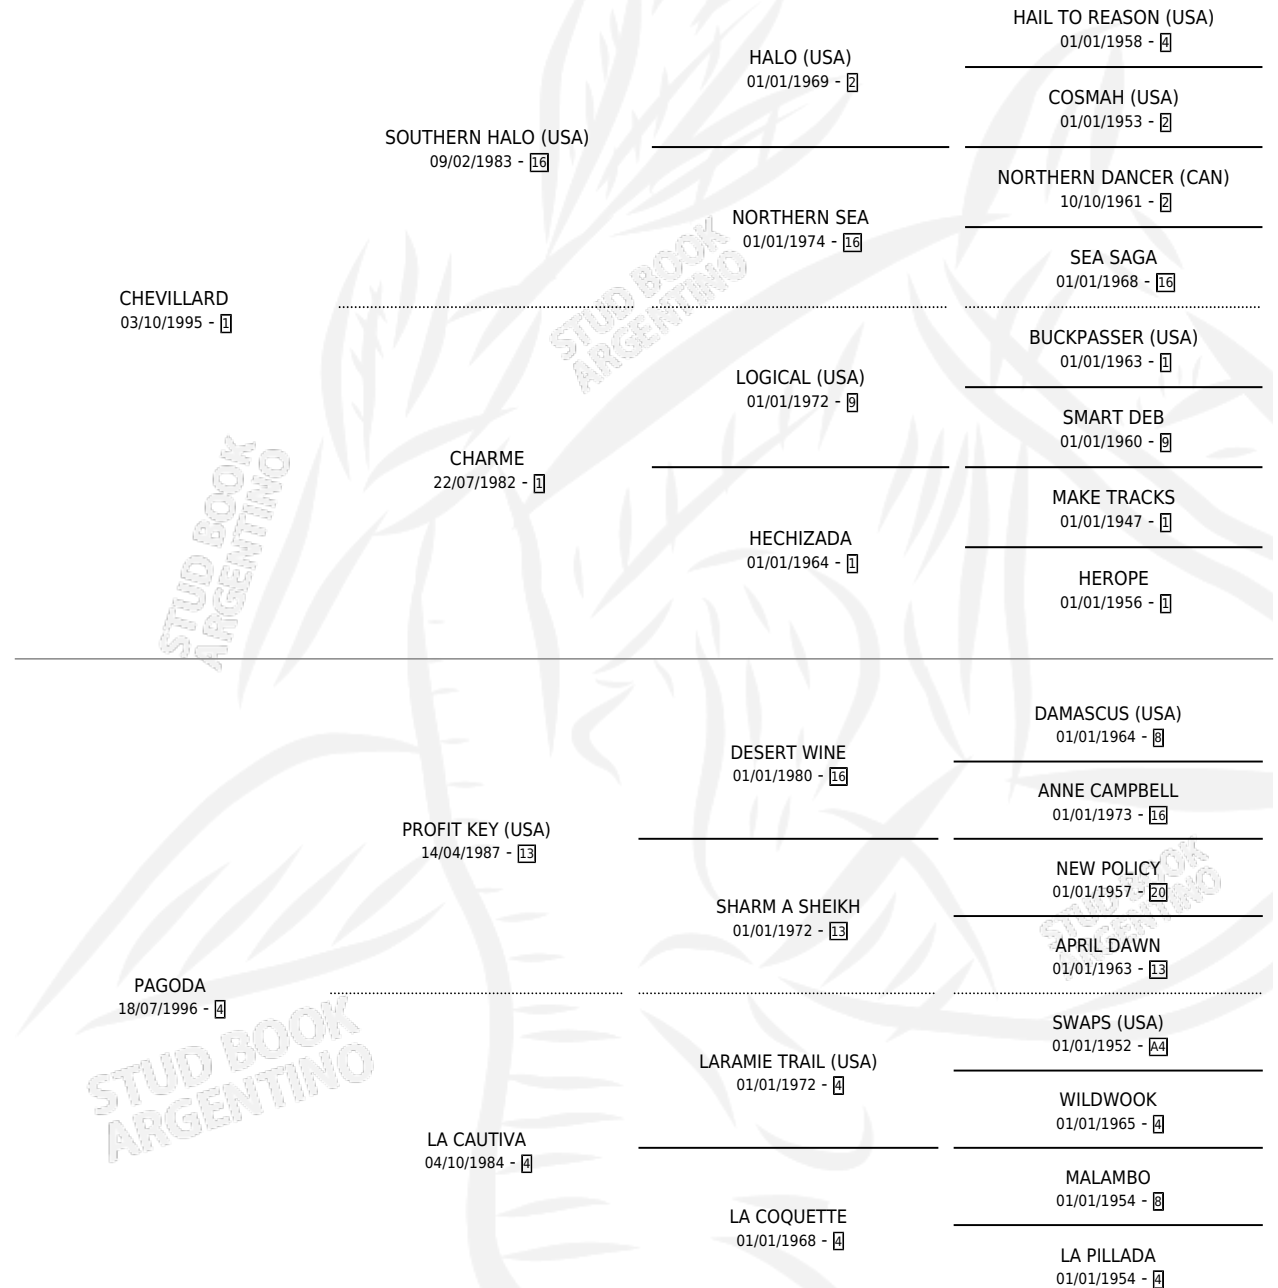 HAIL TO REASON (USA)
01/01/1958 - 4
HALO (USA)
01/01/1969 - 2
COSMAH (USA)
01/01/1953 - 2
SOUTHERN HALO (USA)
09/02/1983 - 16
NORTHERN DANCER (CAN)
10/10/1961 - 2
NORTHERN SEA
01/01/1974 - 16
SEA SAGA
01/01/1968 - 16
CHEVILLARD
03/10/1995 - 1
BUCKPASSER (USA)
01/01/1963 - 1
LOGICAL (USA)
01/01/1972 - 9
SMART DEB
01/01/1960 - 9
CHARME
22/07/1982 - 1
MAKE TRACKS
01/01/1947 - 1
HECHIZADA
01/01/1964 - 1
HEROPE
01/01/1956 - 1
STUD BOOK
ARGENTINO
STUD BOOK
ARGENTINO
DAMASCUS (USA)
01/01/1964 - 8
DESERT WINE
01/01/1980 - 16
ANNE CAMPBELL
01/01/1973 - 16
PROFIT KEY (USA)
14/04/1987 - 13
NEW POLICY
01/01/1957 - 20
SHARM A SHEIKH
01/01/1972 - 13
APRIL DAWN
01/01/1963 - 13
PAGODA
18/07/1996 - 4
SWAPS (USA)
01/01/1952 - A4
LARAMIE TRAIL (USA)
01/01/1972 - 4
WILDWOOK
01/01/1965 - 4
LA CAUTIVA
04/10/1984 - 4
MALAMBO
01/01/1954 - 8
LA COQUETTE
01/01/1968 - 4
LA PILLADA
01/01/1954 - 4
STUD BOOK
ARGENTINO
STUD BOOK
ARGENTINO